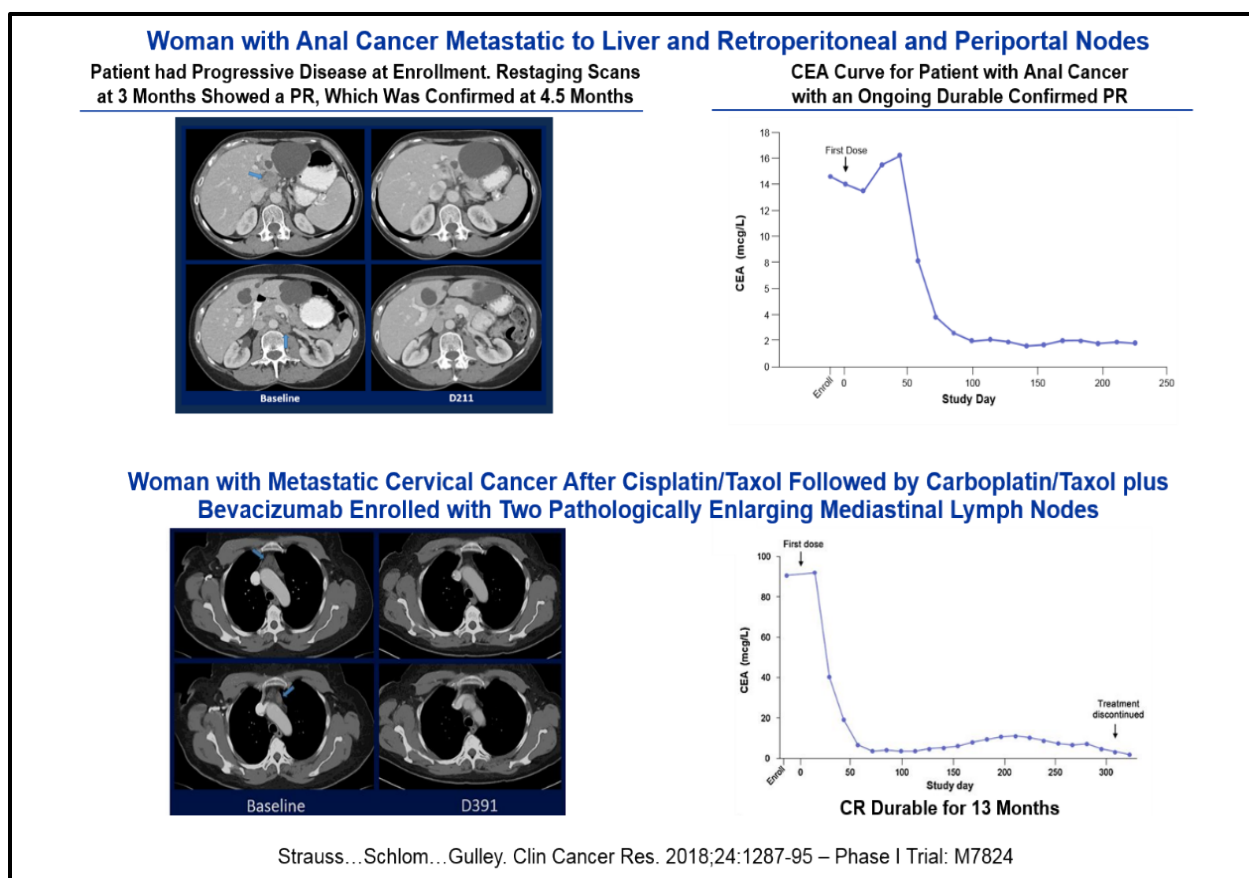 Woman with Anal Cancer Metastatic to Liver and Retroperitoneal and Periportal Nodes
Patient had Progressive Disease at Enrollment. Restaging Scans
at 3 Months Showed a PR, Which Was Confirmed at 4.5 Months
Baseline
D211
CEA Curve for Patient with Anal Cancer
with an Ongoing Durable Confirmed PR
First Dose
CEA (mcg/L)
18
16
14
12
12
8
5
4
2
0
Enroll
0
50
100
150
200
250
Study Day
Woman with Metastatic Cervical Cancer After Cisplatin/Taxol Followed by Carboplatin/Taxol plus
Bevacizumab Enrolled with Two Pathologically Enlarging Mediastinal Lymph Nodes
Baseline
D391
First dose
CEA (mcg/L)
100
80
60
40
20
0
Treatment
discontinued
Enroll
0
50
100
150
200
250
300
Study day
CR Durable for 13 Months
Strauss...Schlom...Gulley. Clin Cancer Res. 2018;24:1287-95 – Phase I Trial: M7824